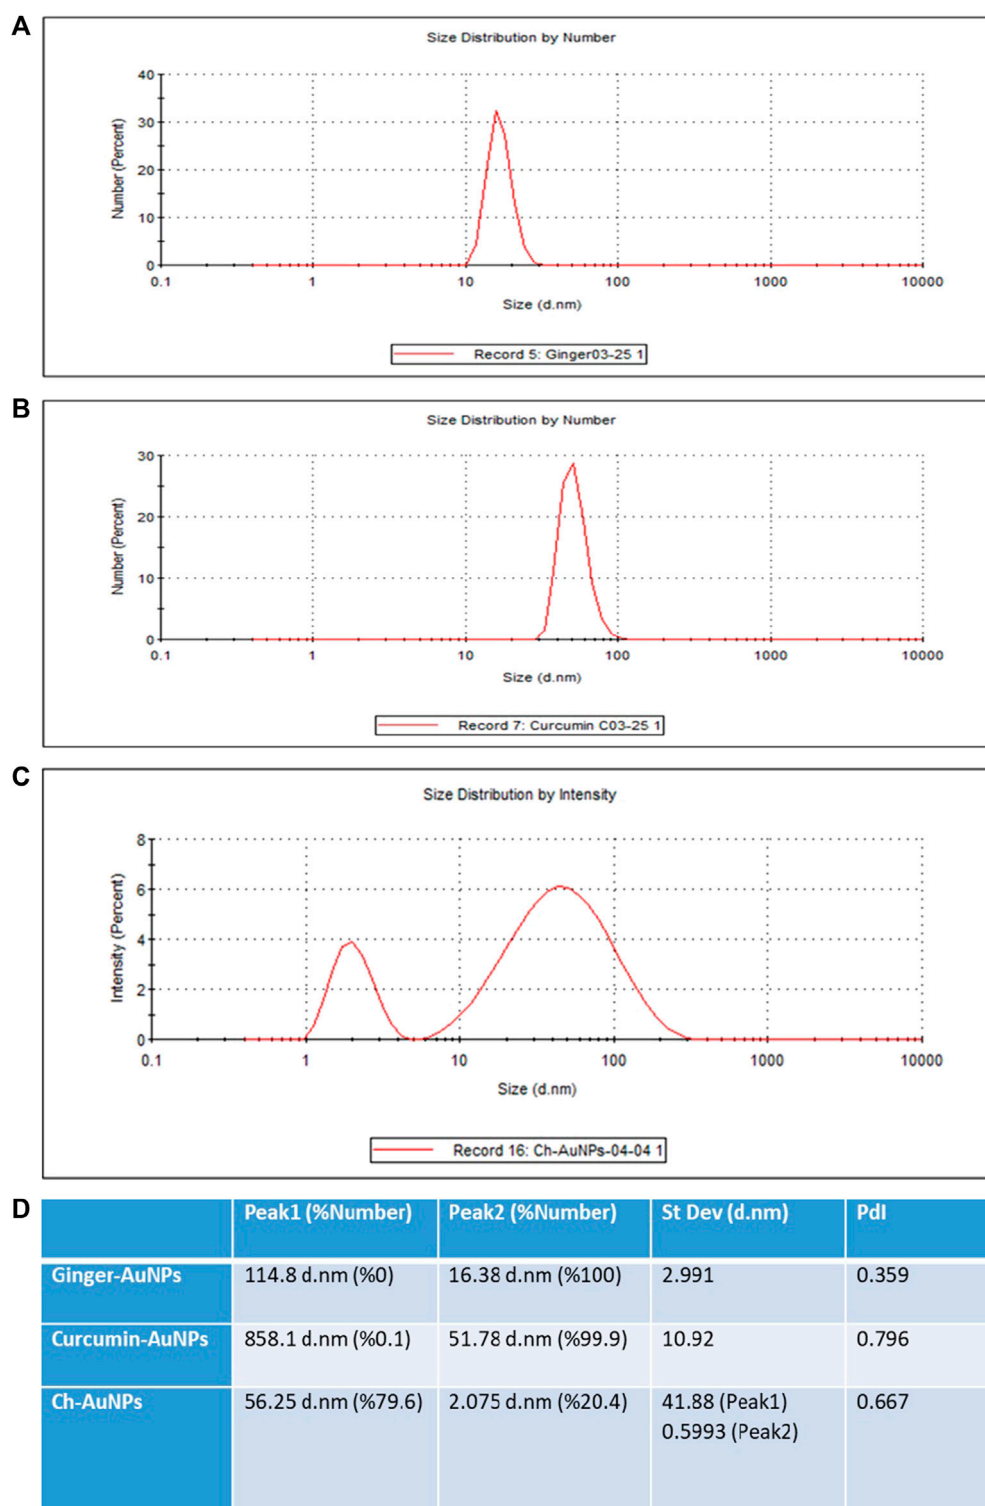 A
Size Distribution by Number
40
30
20
10
0
Number (Percent)
0.1 1 10 100 1000 10000
Size (d.nm)
Record 5: Ginger03-25 1
B
Size Distribution by Number
30
20
10
0
Number (Percent)
0.1 1 10 100 1000 10000
Size (d.nm)
Record 7: Curcumin C03-25 1
C
Size Distribution by Intensity
8
6
4
2
0
Intensity (Percent)
0.1 1 10 100 1000 10000
Size (d.nm)
Record 16: Ch-AuNPs-04-04 1
D
Peak1 (%Number) Peak2 (%Number) St Dev (d.nm) PdI
Ginger-AuNPs 114.8 d.nm (%0) 16.38 d.nm (%100) 2.991 0.359
Curcumin-AuNPs 858.1 d.nm (%0.1) 51.78 d.nm (%99.9) 10.92 0.796
Ch-AuNPs 56.25 d.nm (%79.6) 2.075 d.nm (%20.4) 41.88 (Peak1) 0.667
0.5993 (Peak2)